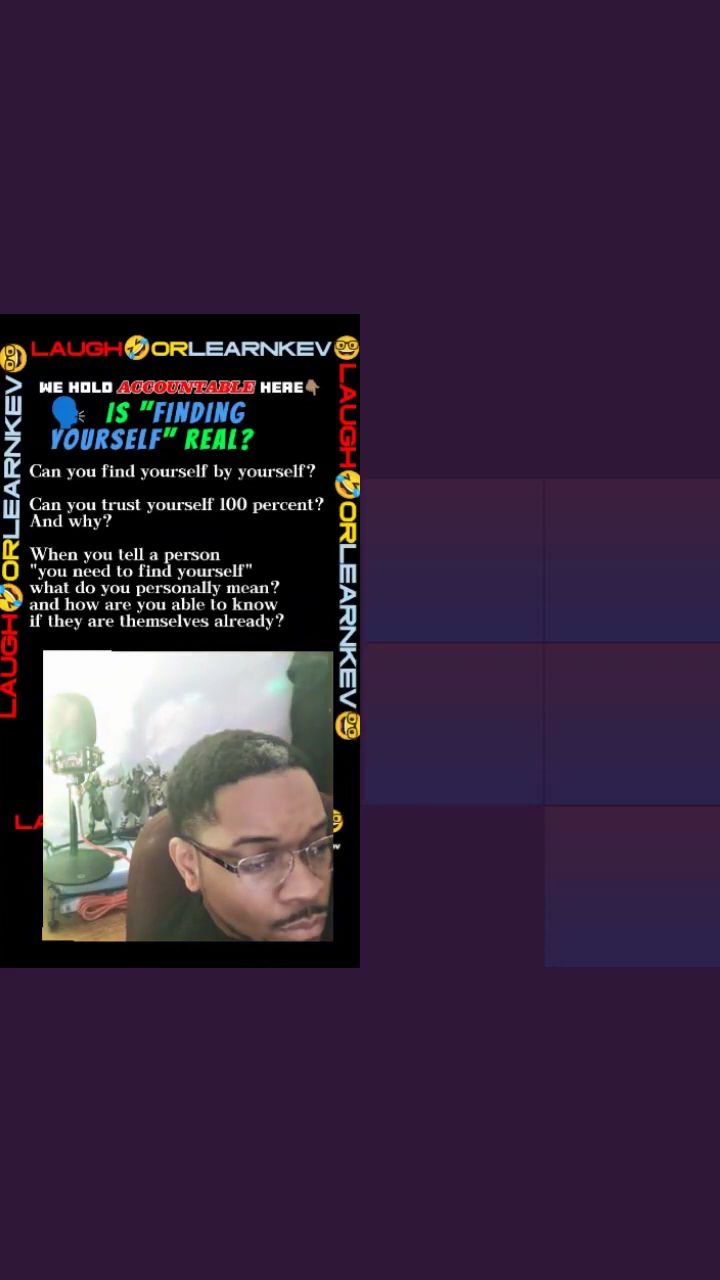 LAUGH🤣ORLEARNKEV🤓
WE HOLD ACCOUNTABLE HERE👇🏽
🗣 IS "FINDING
YOURSELF" REAL?
Can you find yourself by yourself?
Can you trust yourself 100 percent?
And why?
When you tell a person
"you need to find yourself"
what do you personally mean?
and how are you able to know
if they are themselves already?
LAUGH🤣ORLEARNKEV🤓
LAUGH🤣ORLEARNKEV🤓
LA